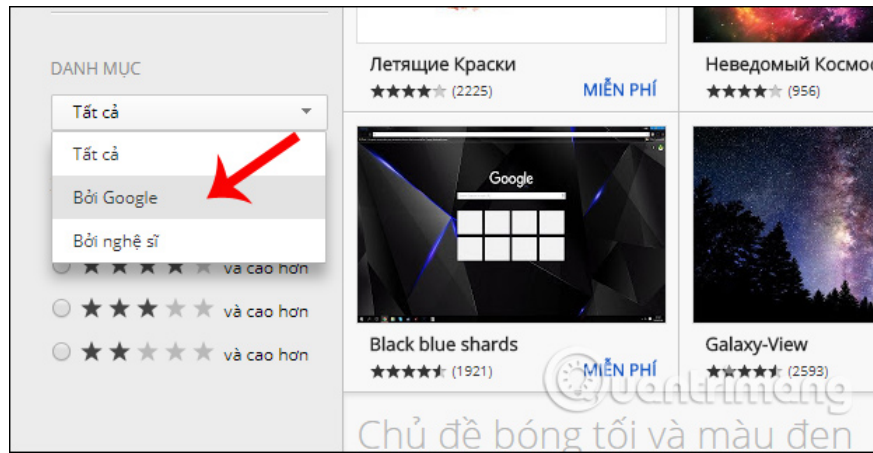 DANH MỤC
Tất cả
Tất cả
Bởi Google
Bởi nghệ sĩ
và cao hơn
và cao hơn
và cao hơn
Летящие Краски
(2225)
MIỄN PHÍ
Неведомый Космос
(956)
Google
Black blue shards
(1921)
MIỄN PHÍ
Galaxy-View
(2593)
Quantrimang
Chủ đề bóng tối và màu đen